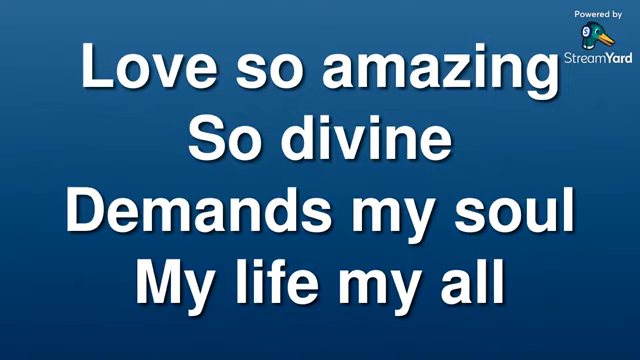 Powered by
StreamYard
Love so amazing
So divine
Demands my soul
My life my all